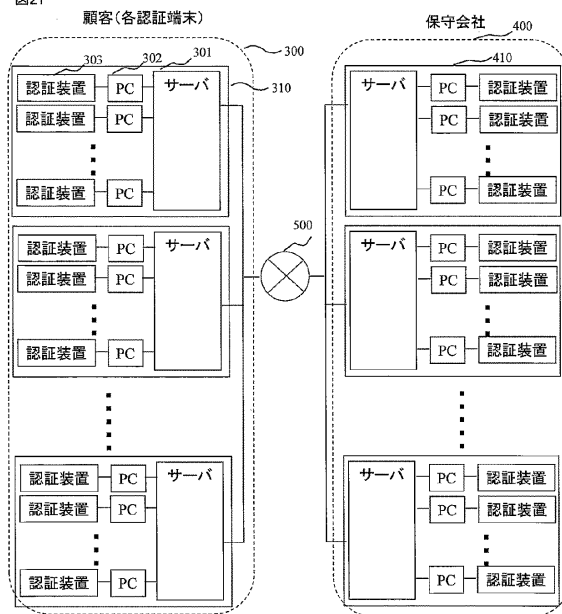 図21
顧客(各認証端末)
保守会社
303
302
301
300
310
400
410
500
認証装置 PC サーバ
認証装置 PC
認証装置 PC
認証装置 PC サーバ
認証装置 PC
認証装置 PC
認証装置 PC サーバ
認証装置 PC
認証装置 PC
サーバ PC 認証装置
PC 認証装置
PC 認証装置
サーバ PC 認証装置
PC 認証装置
PC 認証装置
サーバ PC 認証装置
PC 認証装置
PC 認証装置